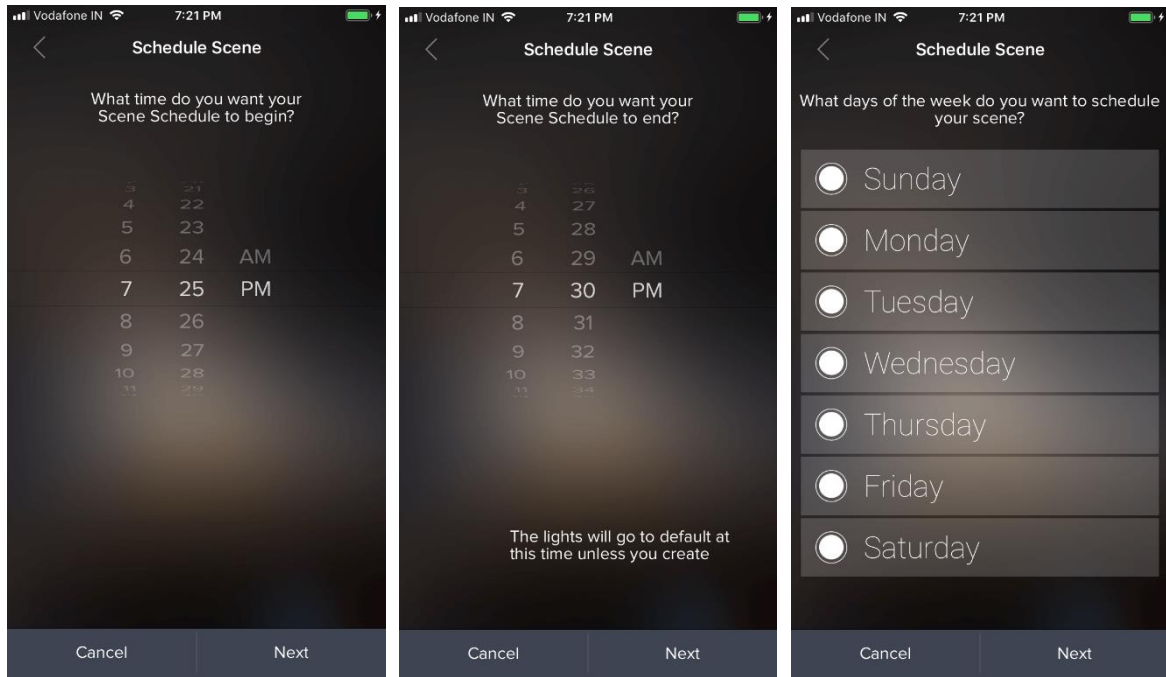 Vodafone IN 7:21 PM
Schedule Scene
What time do you want your
Scene Schedule to begin?
3 21
4 22
5 23
6 24 AM
7 25 PM
8 26
9 27
10 28
11 29
Cancel Next
Vodafone IN 7:21 PM
Schedule Scene
What time do you want your
Scene Schedule to end?
3 26
4 27
5 28
6 29 AM
7 30 PM
8 31
9 32
10 33
11 34
The lights will go to default at
this time unless you create
Cancel Next
Vodafone IN 7:21 PM
Schedule Scene
What days of the week do you want to schedule
your scene?
Sunday
Monday
Tuesday
Wednesday
Thursday
Friday
Saturday
Cancel Next